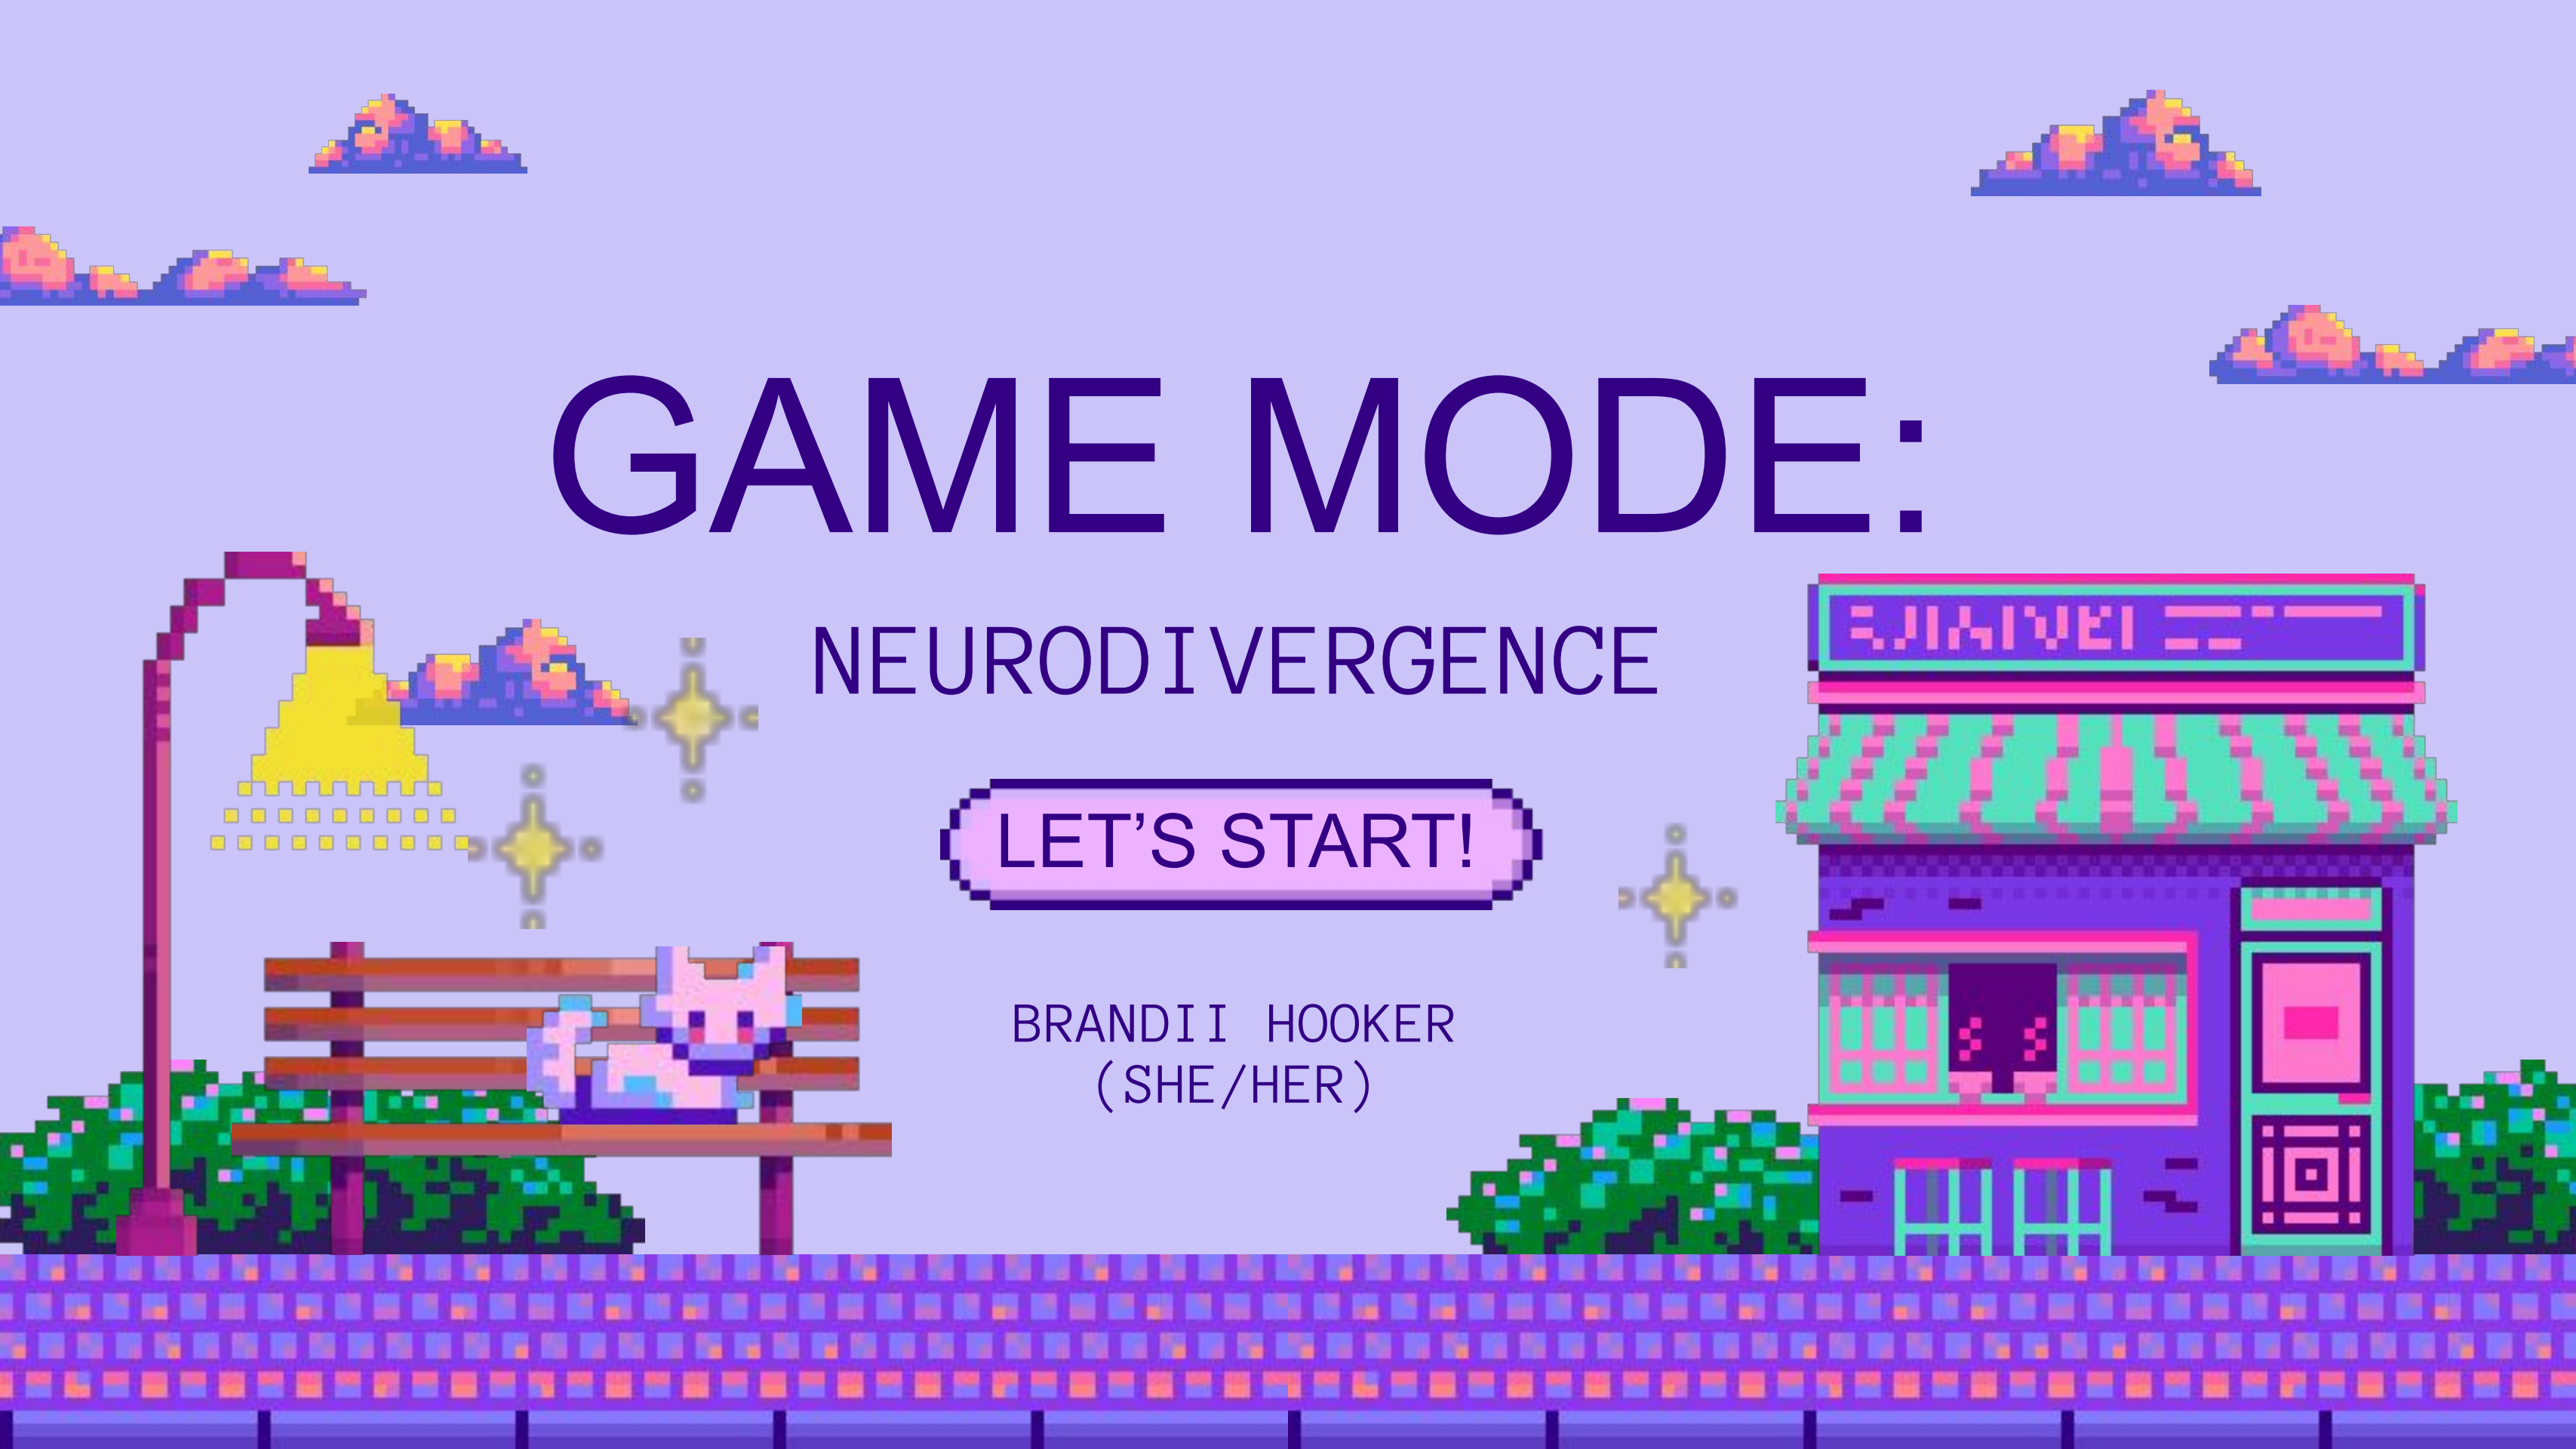 GAME MODE:
NEURODIVERGENCE
LET’S START!
BRANDII HOOKER
(SHE/HER)